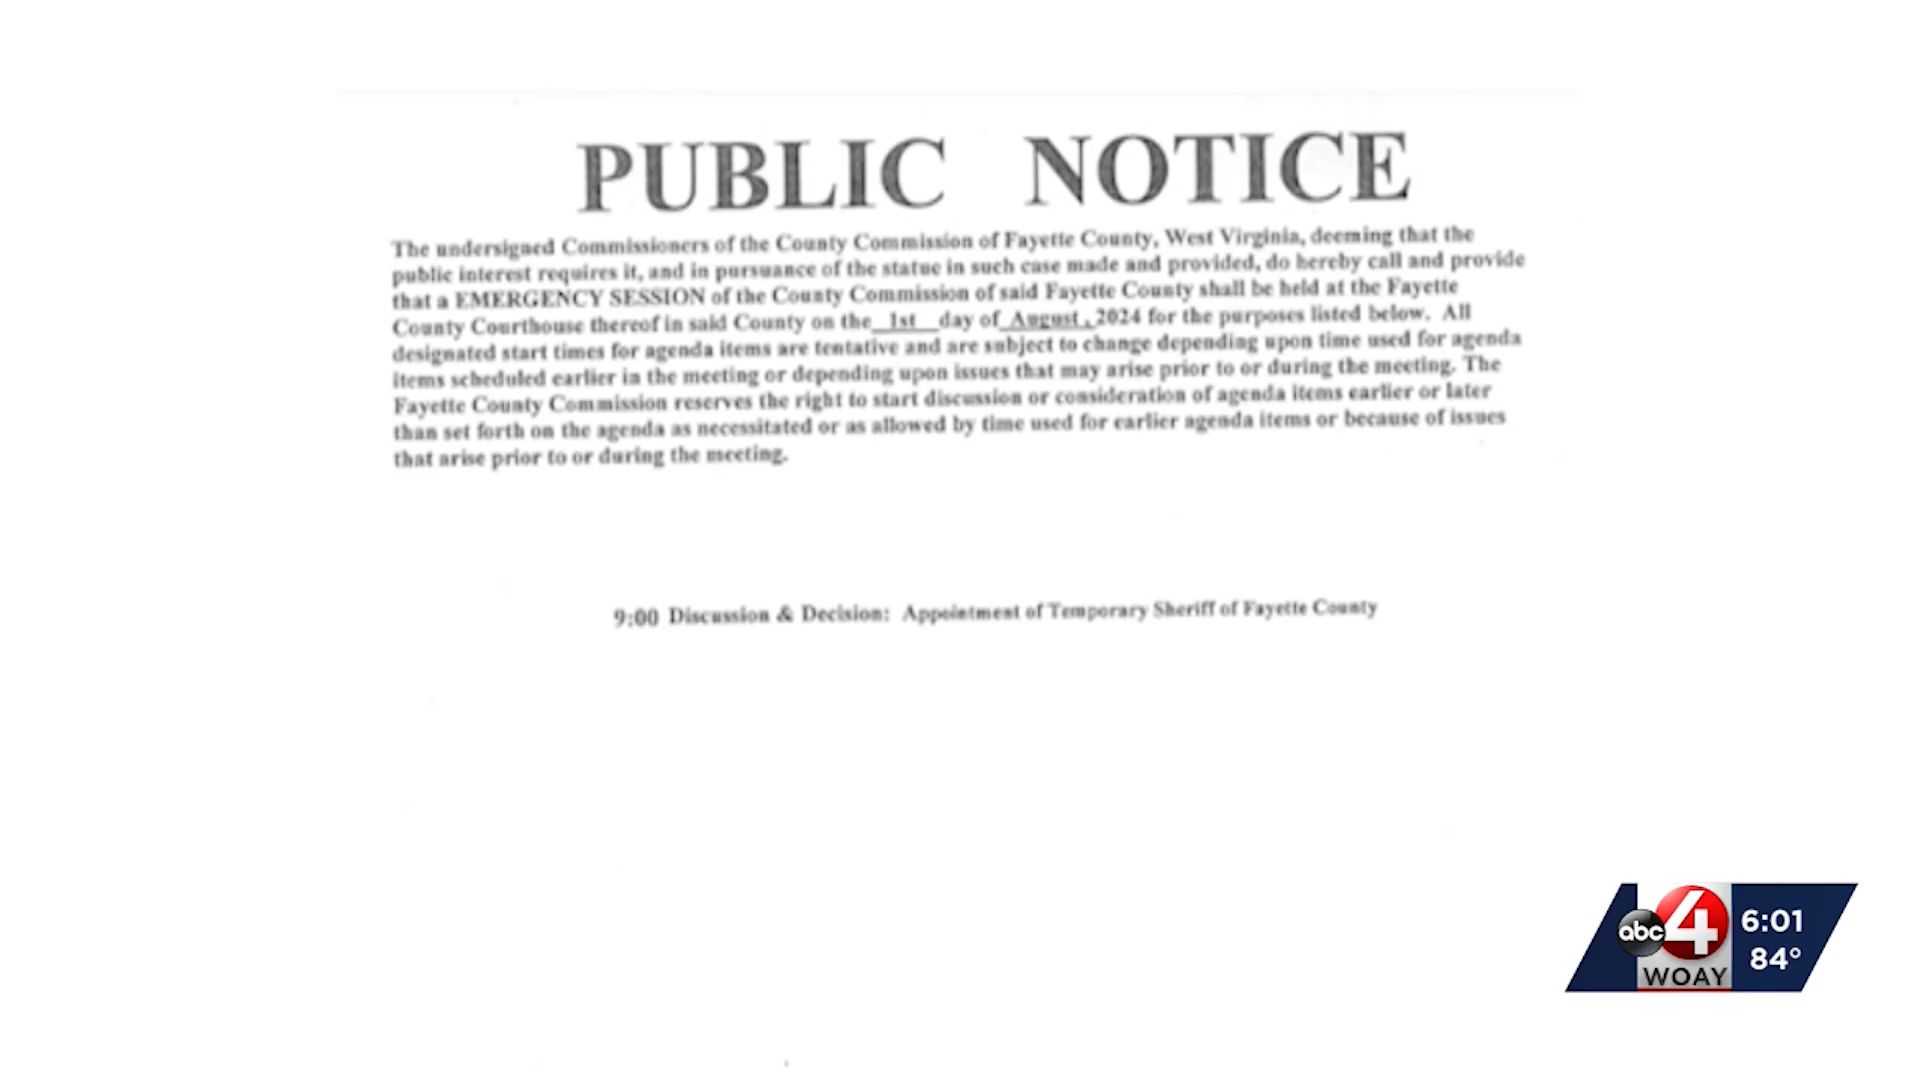 PUBLIC NOTICE
The undersigned Commissioners of the County Commission of Fayette County, West Virginia, deeming that the
public interest requires it, and in pursuance of the statue in such case made and provided, do hereby call and provide
that a EMERGENCY SESSION of the County Commission of said Fayette County shall be held at the Fayette
County Courthouse thereof in said County on the 1st day of August, 2024 for the purposes listed below. All
designated start times for agenda items are tentative and are subject to change depending upon time used for agenda
items scheduled earlier in the meeting or depending upon issues that may arise prior to or during the meeting. The
Fayette County Commission reserves the right to start discussion or consideration of agenda items earlier or later
than set forth on the agenda as necessitated or as allowed by time used for earlier agenda items or because of issues
that arise prior to or during the meeting.
9:00 Discussion & Decision: Appointment of Temporary Sheriff of Fayette County
abc 4 6:01
WOAY 84°